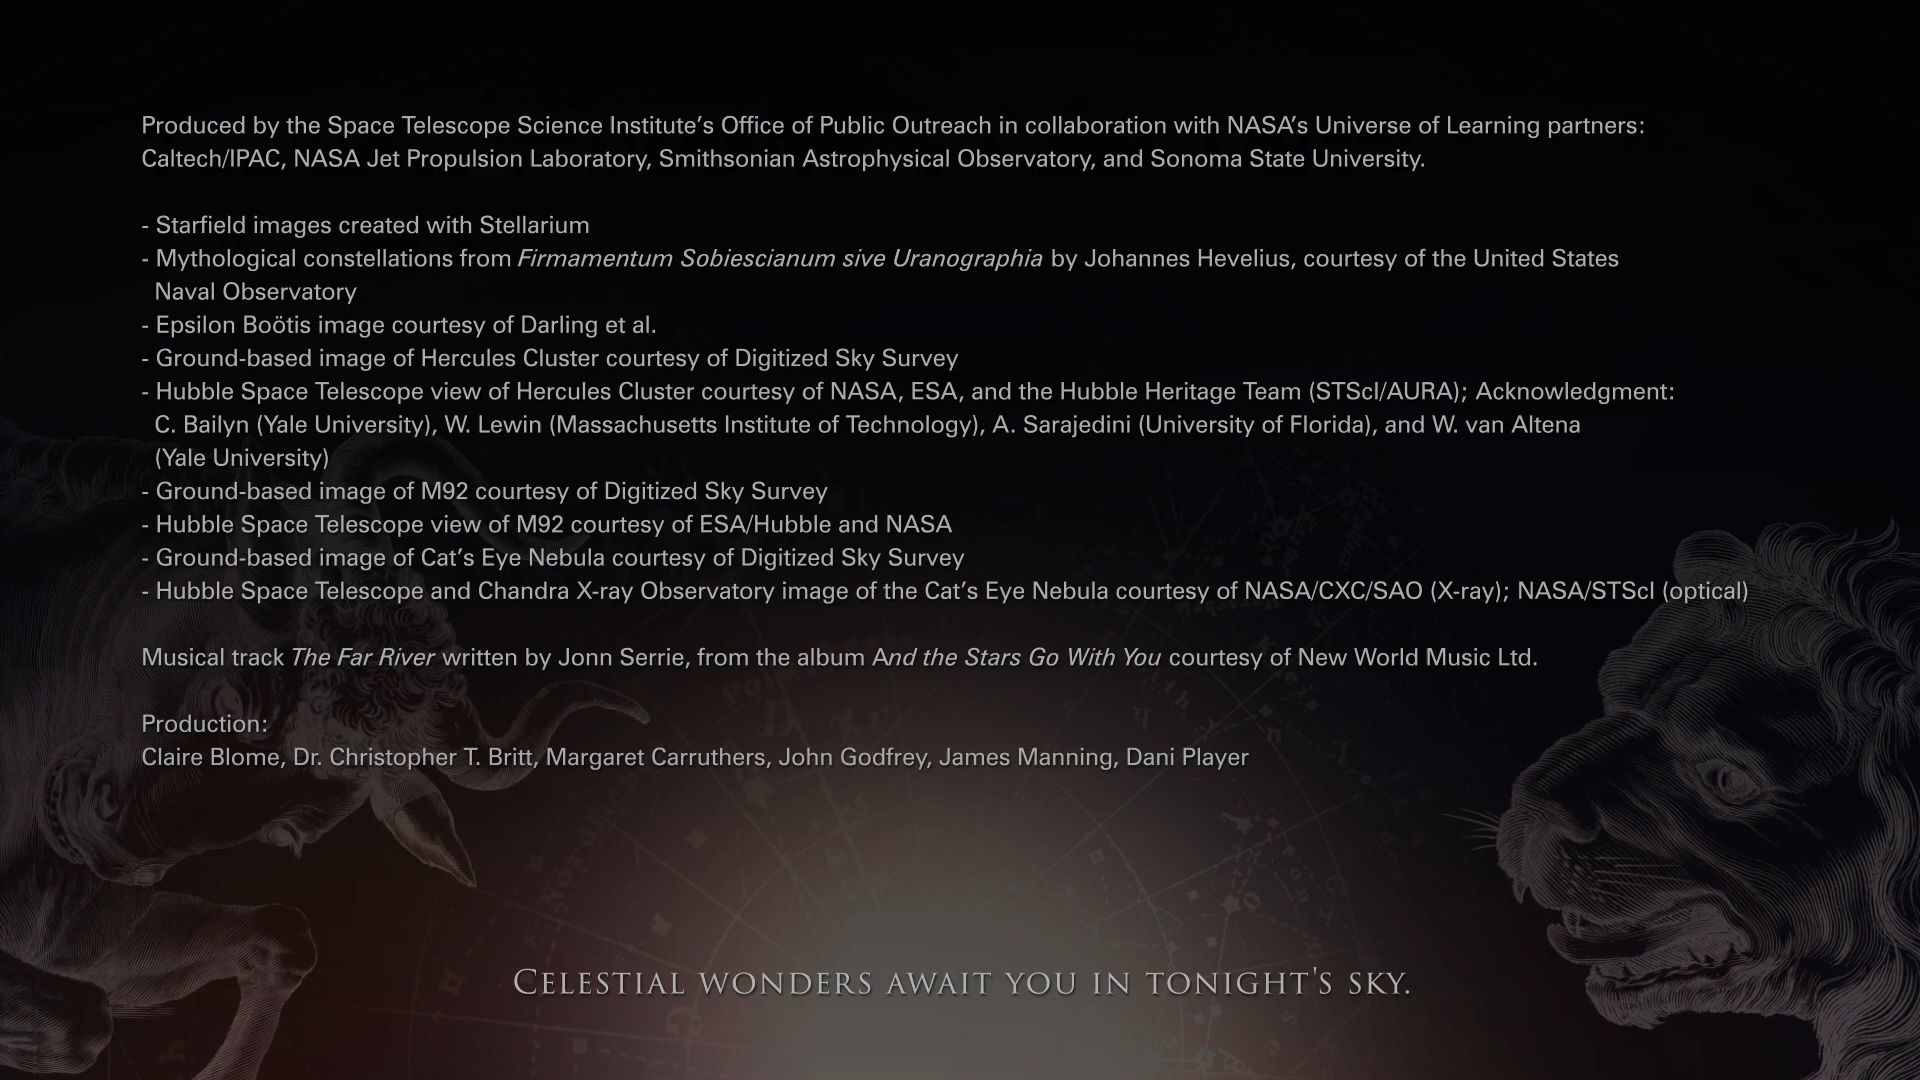 Produced by the Space Telescope Science Institute’s Office of Public Outreach in collaboration with NASA’s Universe of Learning partners:
Caltech/IPAC, NASA Jet Propulsion Laboratory, Smithsonian Astrophysical Observatory, and Sonoma State University.
- Starfield images created with Stellarium
- Mythological constellations from Firmamentum Sobiescianum sive Uranographia by Johannes Hevelius, courtesy of the United States
Naval Observatory
- Epsilon Boötis image courtesy of Darling et al.
- Ground-based image of Hercules Cluster courtesy of Digitized Sky Survey
- Hubble Space Telescope view of Hercules Cluster courtesy of NASA, ESA, and the Hubble Heritage Team (STScI/AURA); Acknowledgment:
C. Bailyn (Yale University), W. Lewin (Massachusetts Institute of Technology), A. Sarajedini (University of Florida), and W. van Altena
(Yale University)
- Ground-based image of M92 courtesy of Digitized Sky Survey
- Hubble Space Telescope view of M92 courtesy of ESA/Hubble and NASA
- Ground-based image of Cat’s Eye Nebula courtesy of Digitized Sky Survey
- Hubble Space Telescope and Chandra X-ray Observatory image of the Cat’s Eye Nebula courtesy of NASA/CXC/SAO (X-ray); NASA/STScI (optical)
Musical track The Far River written by Jonn Serrie, from the album And the Stars Go With You courtesy of New World Music Ltd.
Production:
Claire Blome, Dr. Christopher T. Britt, Margaret Carruthers, John Godfrey, James Manning, Dani Player
Celestial wonders await you in tonight's sky.